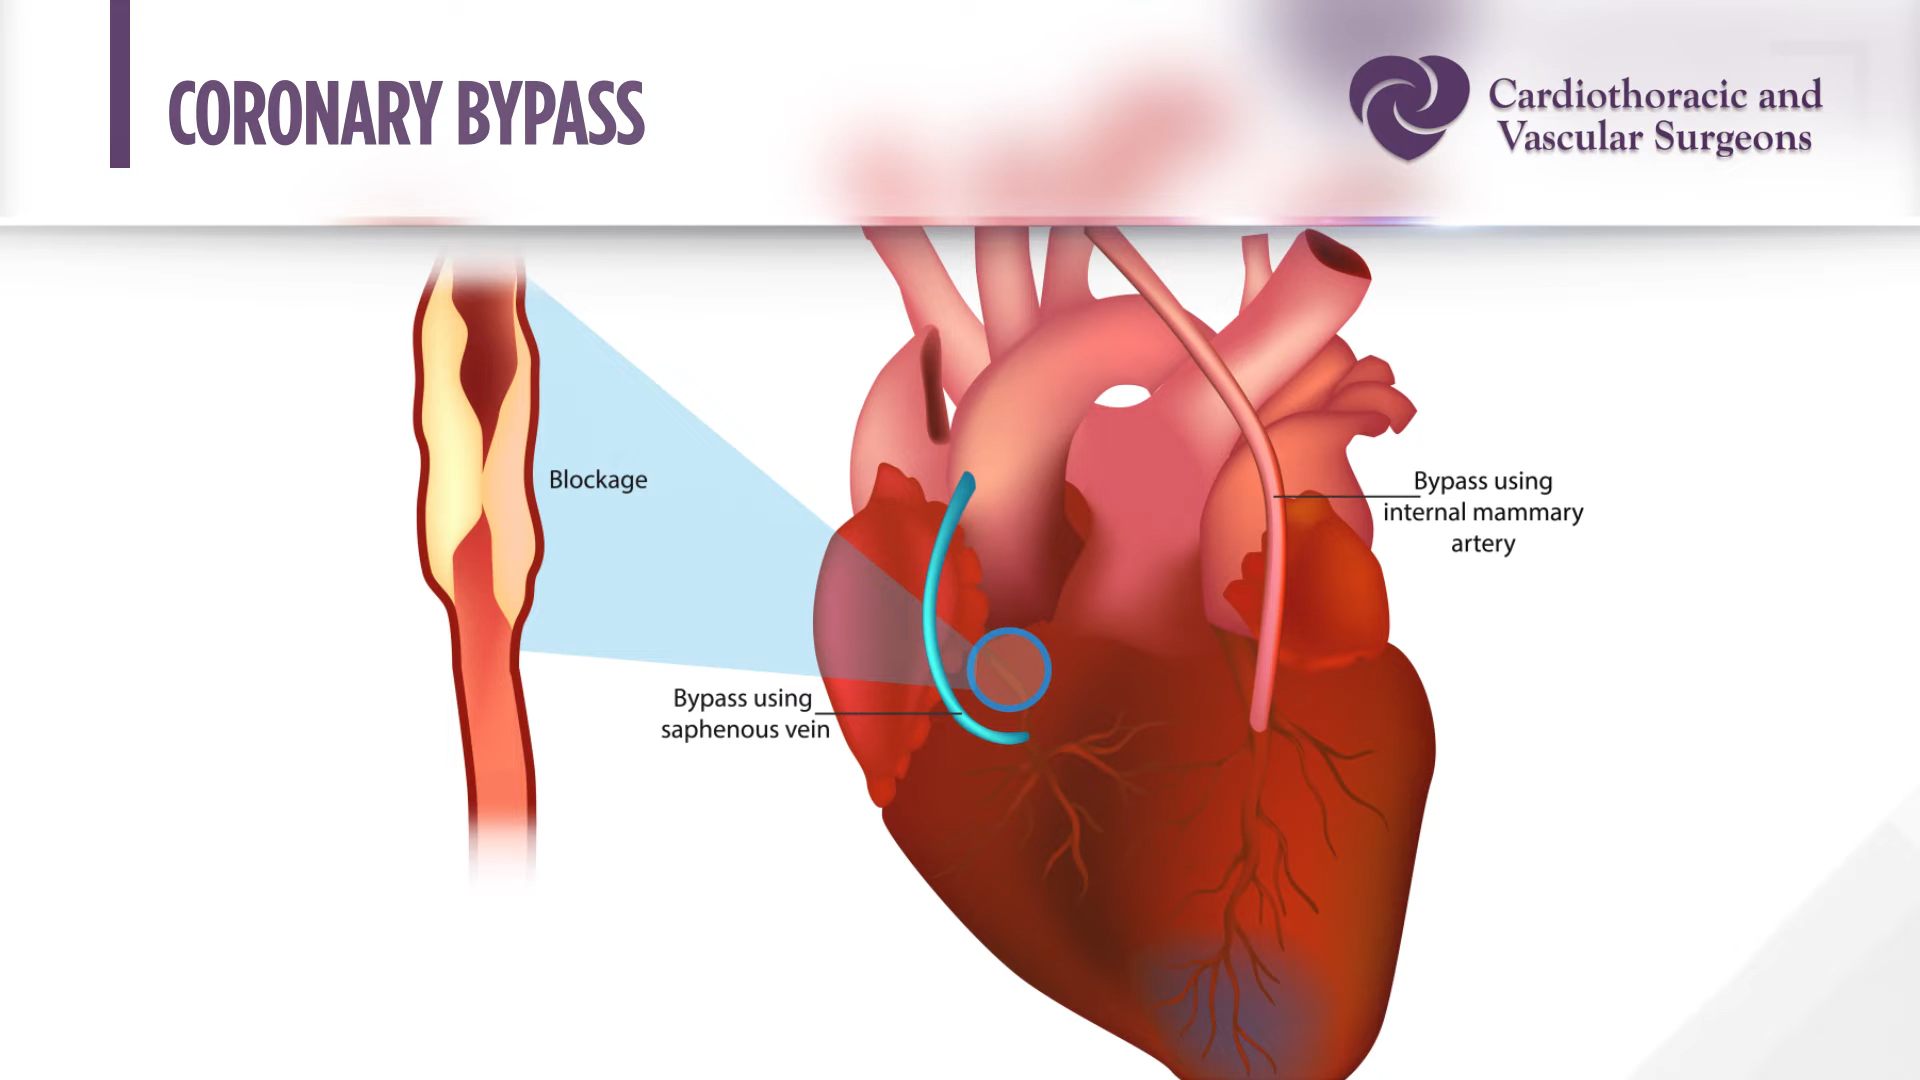 CORONARY BYPASS
Cardiothoracic and
Vascular Surgeons
Blockage
Bypass using
internal mammary
artery
Bypass using
saphenous vein